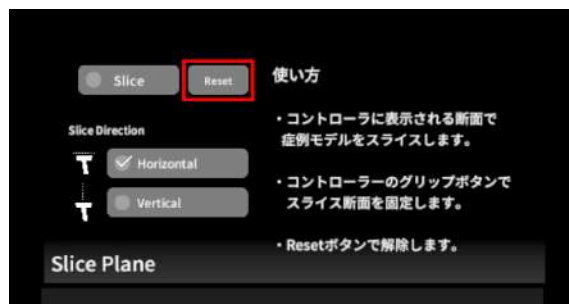 Slice
Reset
Slice Direction
Horizontal
Vertical
使い方
・コントローラに表示される断面で
症例モデルをスライスします。
・コントローラーのグリップボタンで
スライス断面を固定します。
・Resetボタンで解除します。
Slice Plane